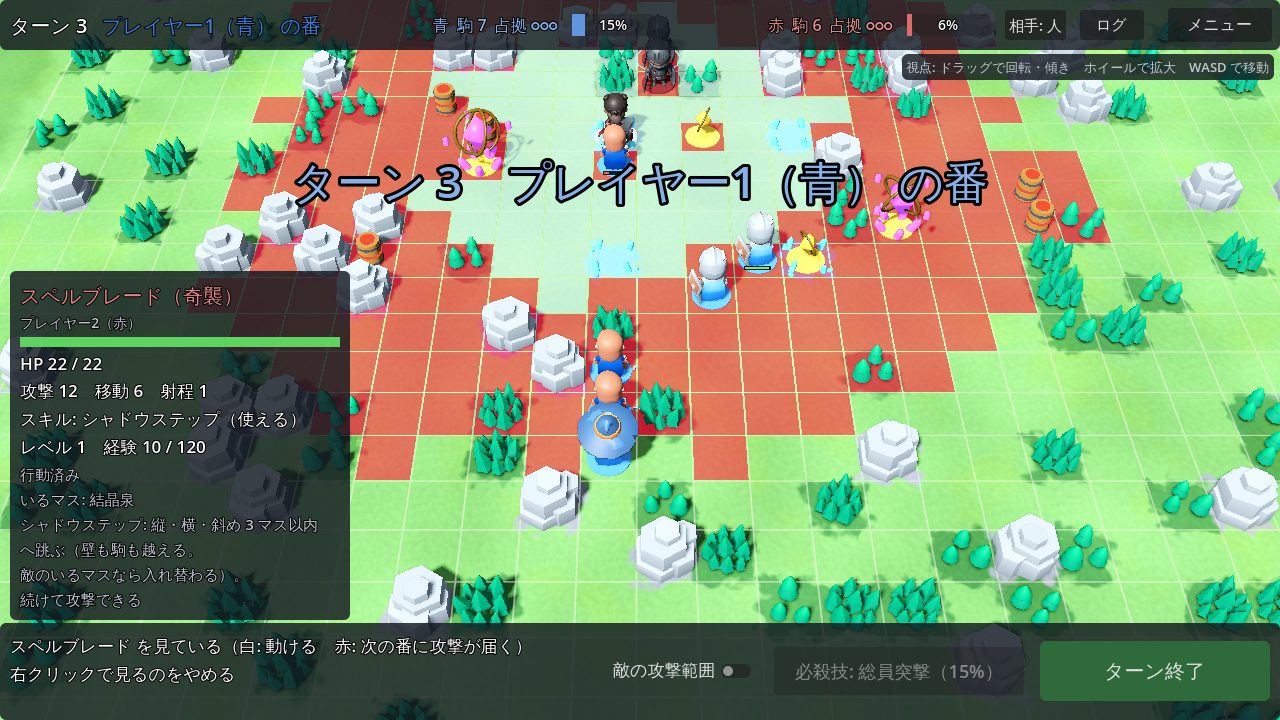 ターン 3 プレイヤー1（青） の番
青 駒 7 占拠 ○○○ 15%
赤 駒 6 占拠 ○○○ 6%
相手: 人
ログ
メニュー
視点: ドラッグで回転・傾き ホイールで拡大 WASD で移動
ターン 3 プレイヤー1（青） の番
スペルブレード（奇襲）
プレイヤー2（赤）
HP 22 / 22
攻撃 12 移動 6 射程 1
スキル: シャドウステップ（使える）
レベル 1 経験 10 / 120
行動済み
いるマス: 結晶泉
シャドウステップ: 縦・横・斜め 3 マス以内
へ跳ぶ（壁も駒も越える。
敵のいるマスなら入れ替わる）。
続けて攻撃できる
スペルブレード を見ている（白: 動ける 赤: 次の番に攻撃が届く）
右クリックで見るのをやめる
敵の攻撃範囲
必殺技: 総員突撃（15%）
ターン終了